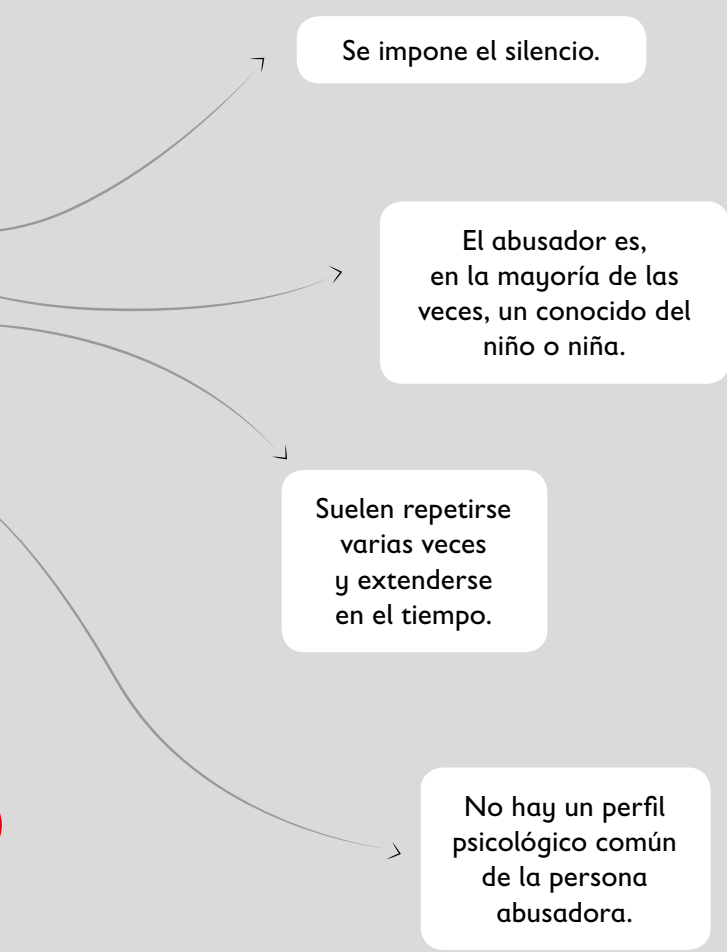 Se impone el silencio.
El abusador es,
en la mayoría de las
veces, un conocido del
niño o niña.
Suelen repetirse
varias veces
y extenderse
en el tiempo.
No hay un perfil
psicológico común
de la persona
abusadora.